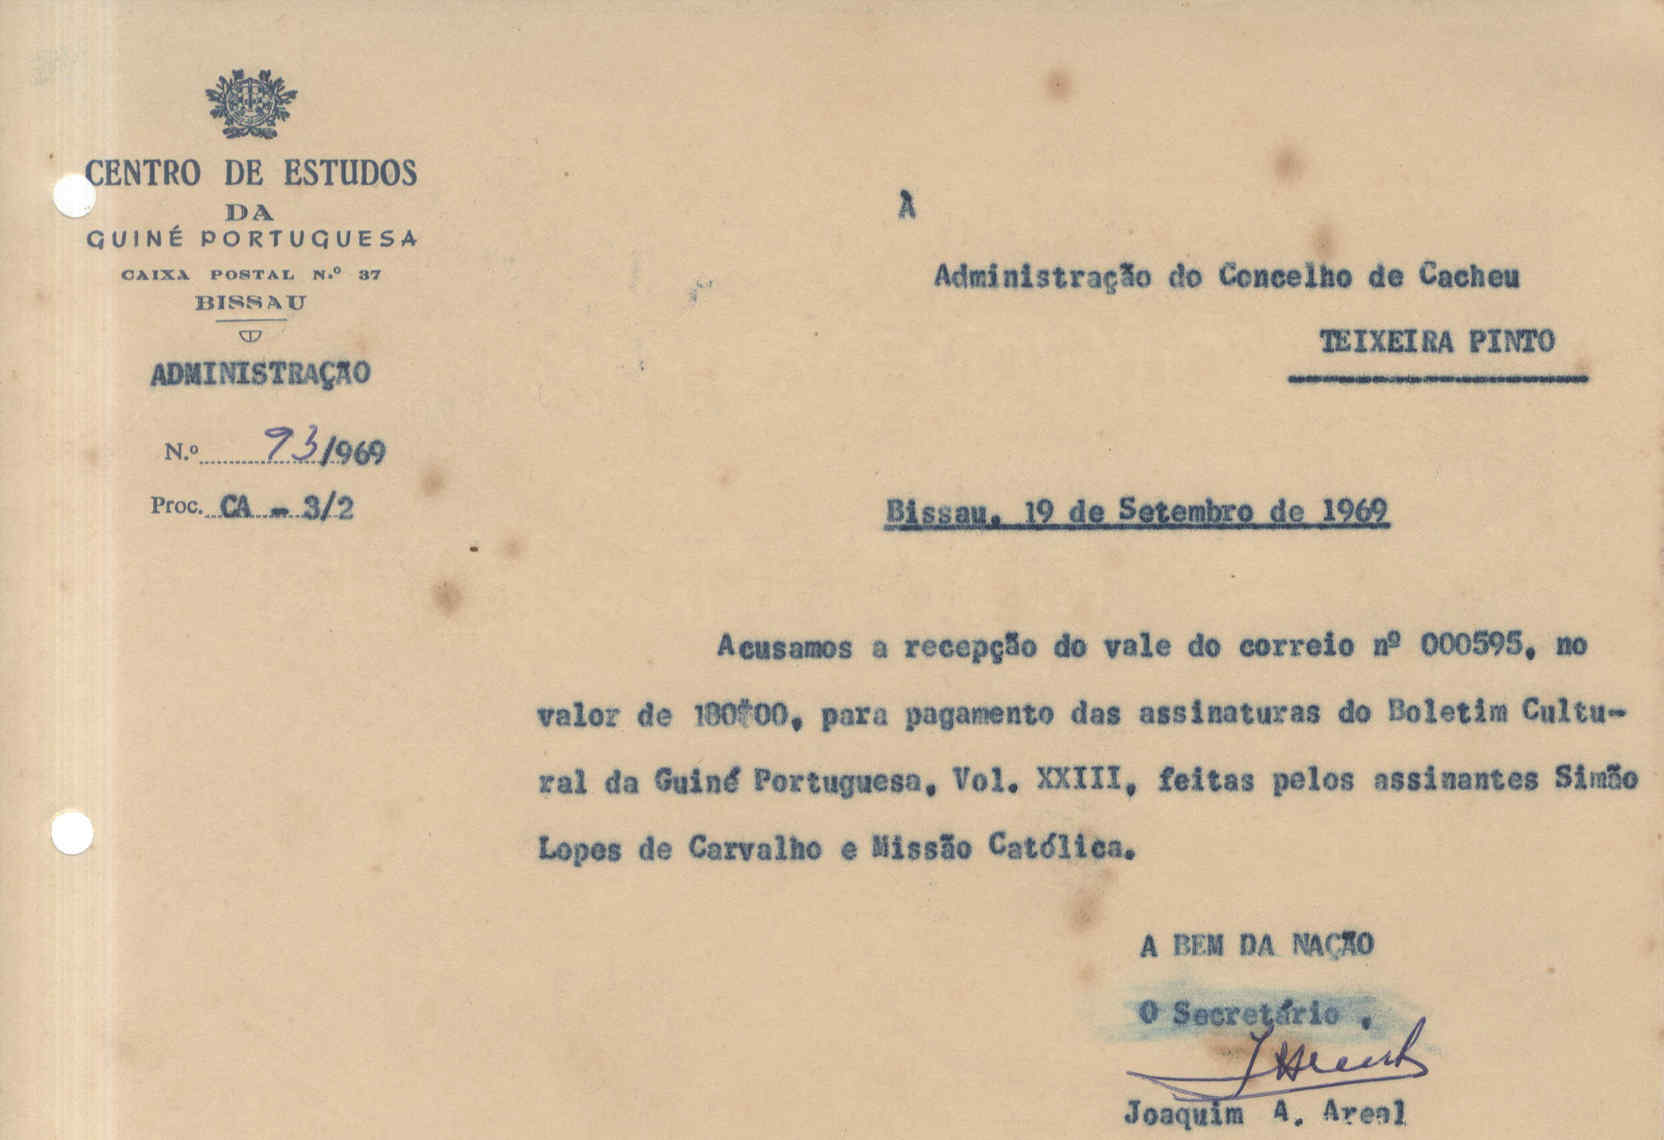 CENTRO DE ESTUDOS
DA
GUINÉ PORTUGUESA
CAIXA POSTAL N.º 37
BISSAU
ADMINISTRAÇÃO
N.º 93/969
Proc. CA - 3/2
À
Administração do Concelho de Cacheu
TEIXEIRA PINTO
Bissau, 19 de Setembro de 1969
Acusamos a recepção do vale do correio nº 000595, no
valor de 180$00, para pagamento das assinaturas do Boletim Cultu-
ral da Guiné Portuguesa, Vol. XXIII, feitas pelos assinantes Simão
Lopes de Carvalho e Missão Católica.
A BEM DA NAÇÃO
O Secretário ,
Joaquim A. Areal